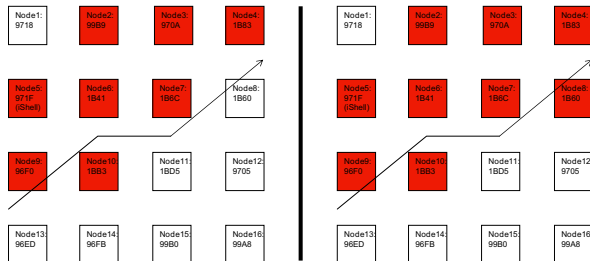 Node1:
9718
Node2:
99B9
Node3:
970A
Node4:
1B83
Node5:
971F
(iShell)
Node6:
1B41
Node7:
1B6C
Node8:
1B60
Node9:
96F0
Node10:
1BB3
Node11:
1BD5
Node12:
9705
Node13:
96ED
Node14:
96FB
Node15:
99B0
Node16:
99A8
Node1:
9718
Node2:
99B9
Node3:
970A
Node4:
1B83
Node5:
971F
(iShell)
Node6:
1B41
Node7:
1B6C
Node8:
1B60
Node9:
96F0
Node10:
1BB3
Node11:
1BD5
Node12:
9705
Node13:
96ED
Node14:
96FB
Node15:
99B0
Node16:
99A8